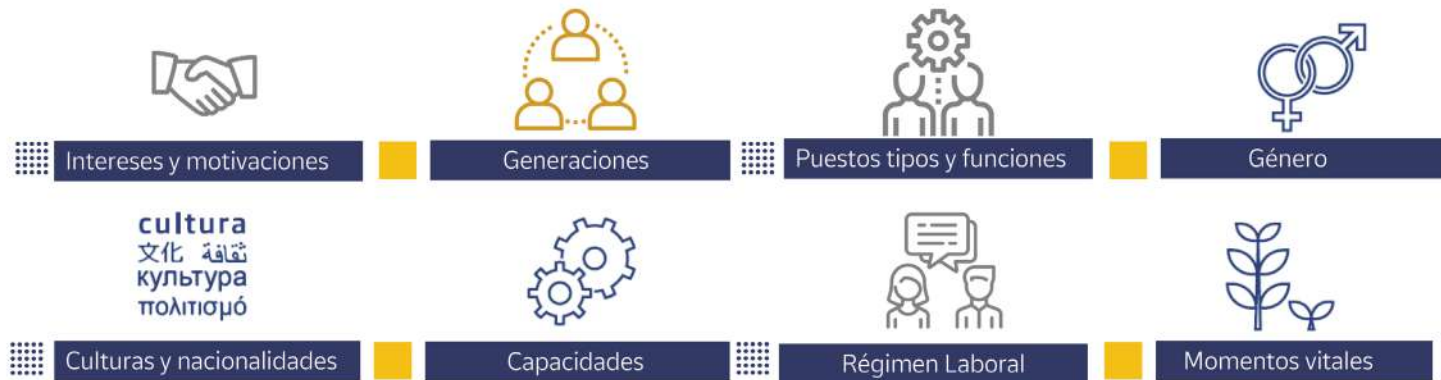 Intereses y motivaciones
Generaciones
Puestos tipos y funciones
Género
cultura
文化 ثقافة
культура
πολιτισμό
Culturas y nacionalidades
Capacidades
Régimen Laboral
Momentos vitales